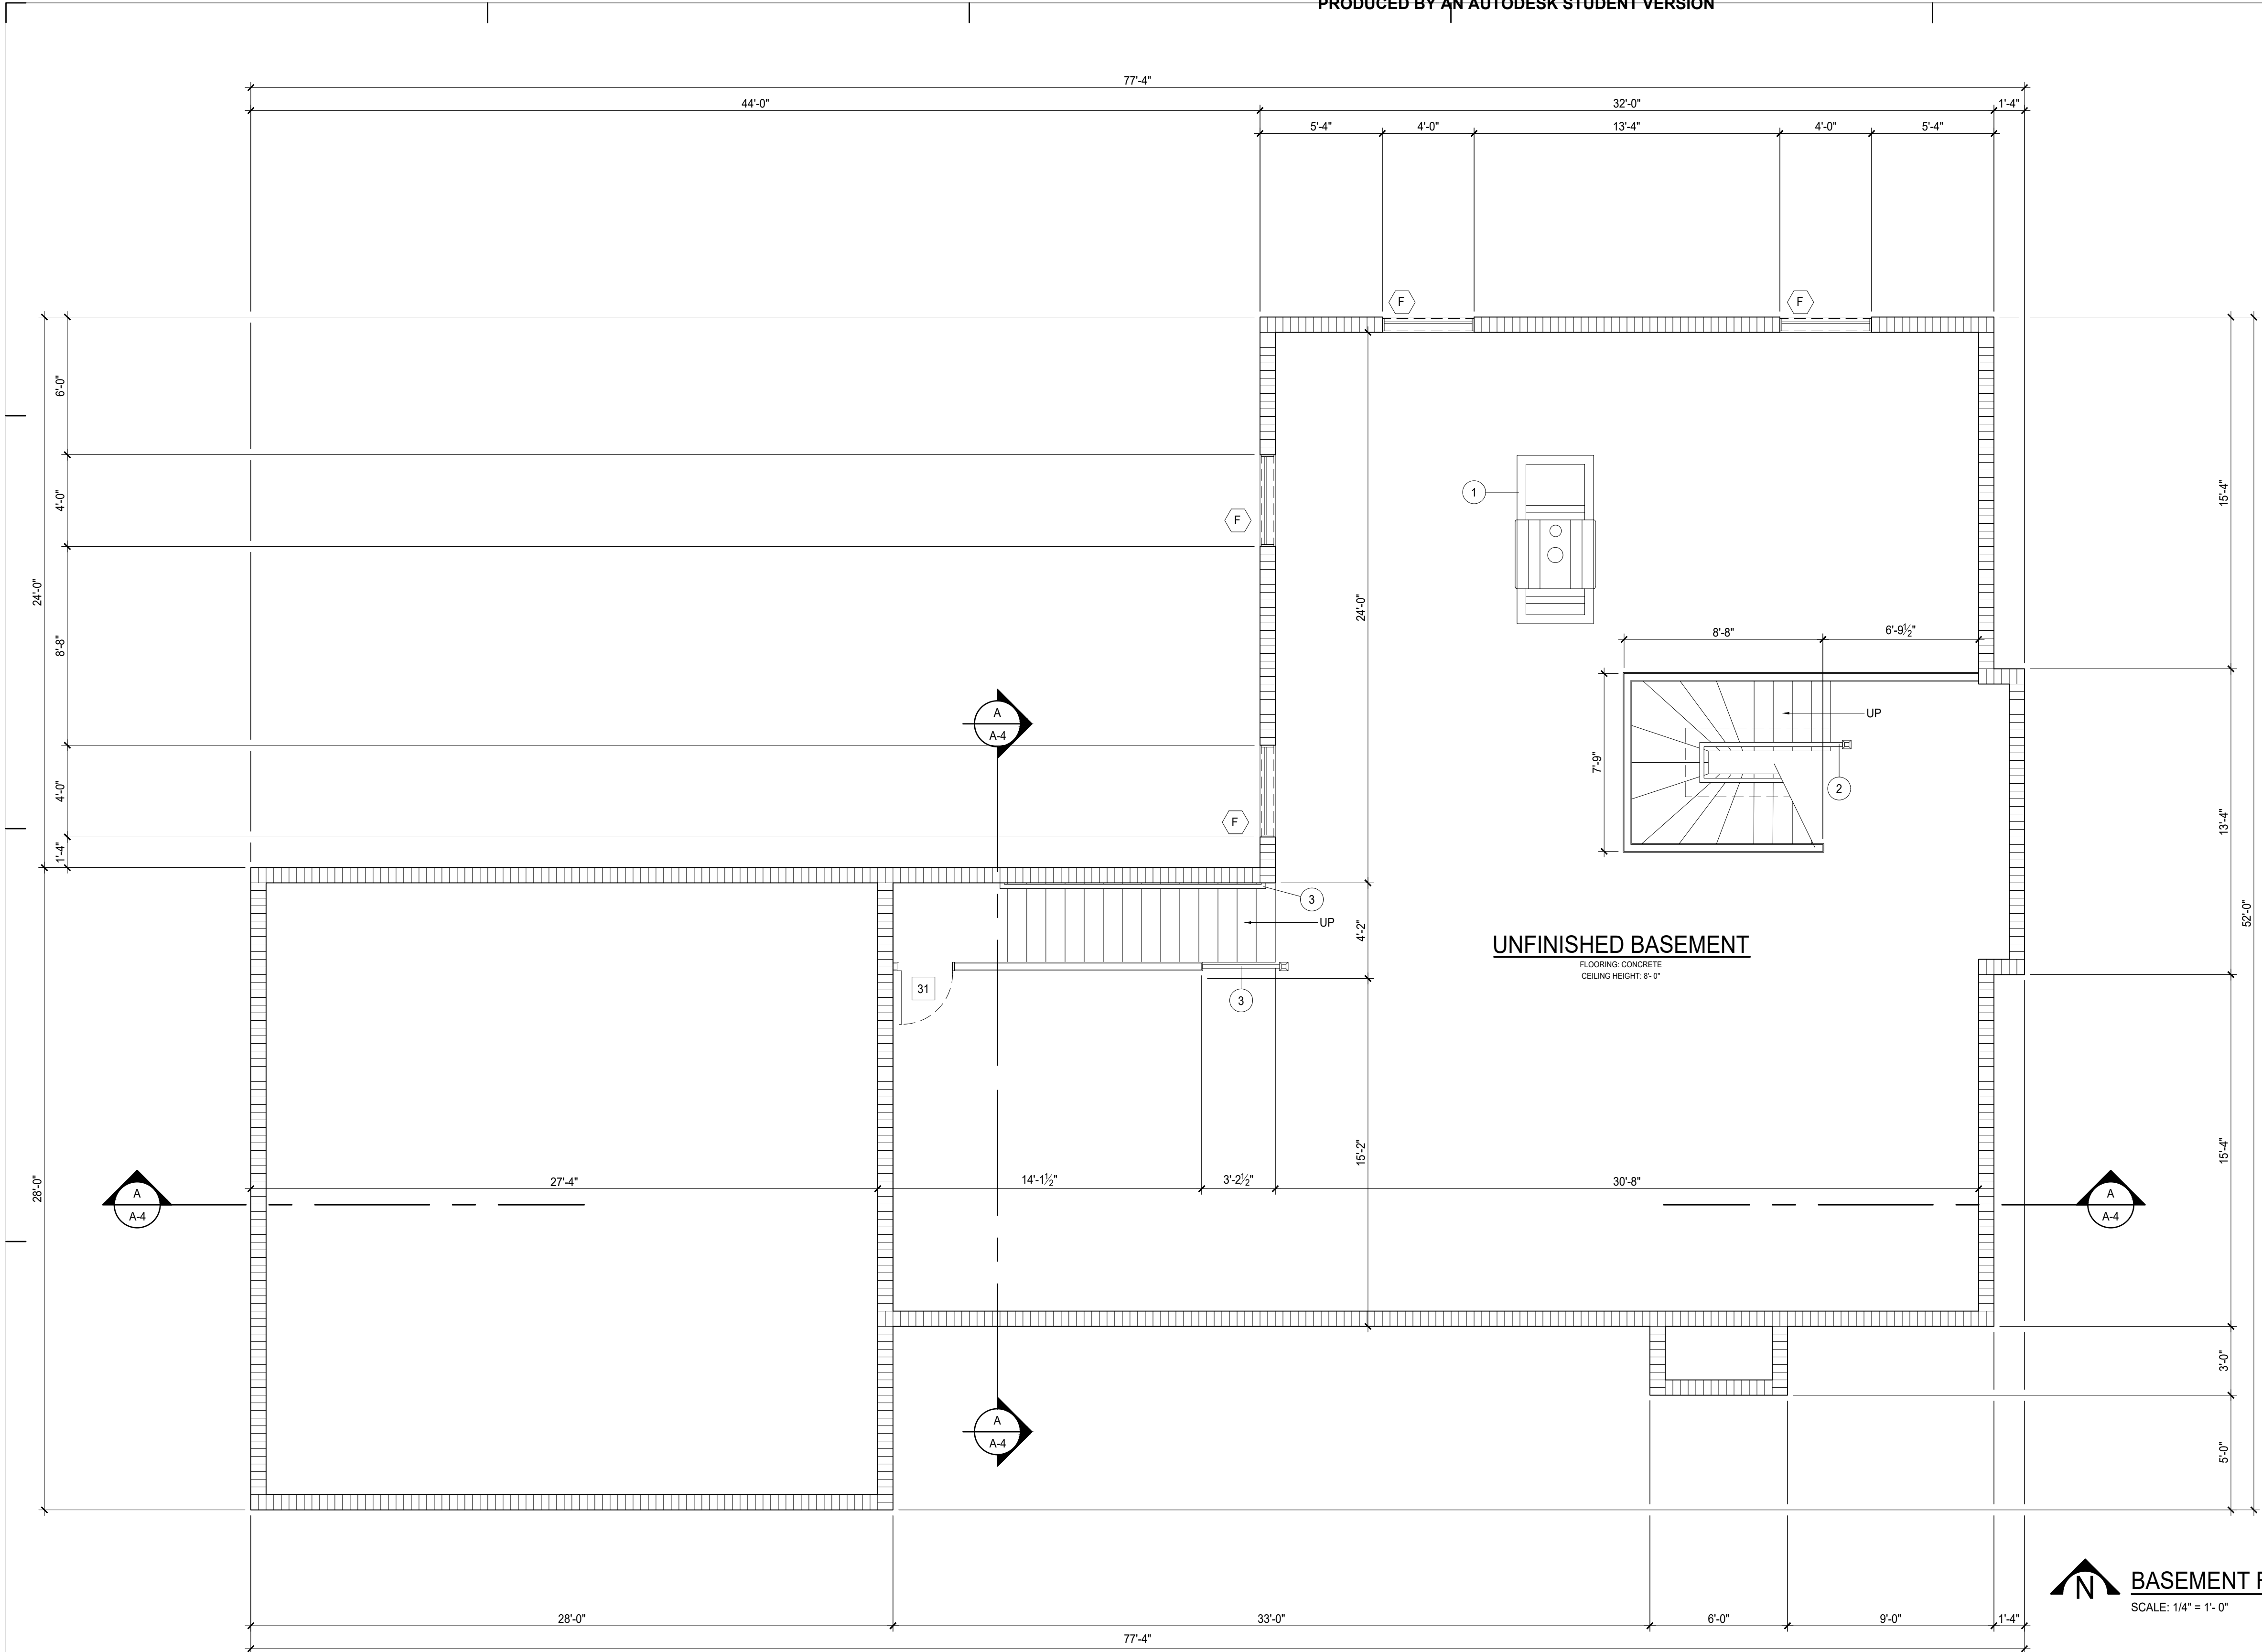 PRODUCED BY AN AUTODESK STUDENT VERSION
77'-4"
44'-0"
32'-0"
1'-4"
5'-4"
4'-0"
13'-4"
4'-0"
5'-4"
F
F
6'-0"
4'-0"
24'-0"
8'-8"
4'-0"
1'-4"
28'-0"
F
F
1
24'-0"
15'-4"
8'-8"
6'-9½"
7'-9"
UP
2
13'-4"
52'-0"
A
A-4
3
UP
4'-2"
UNFINISHED BASEMENT
FLOORING: CONCRETE
CEILING HEIGHT: 8'- 0"
31
3
15'-2"
15'-4"
27'-4"
14'-1½"
3'-2½"
30'-8"
A
A-4
A
A-4
3'-0"
A
A-4
5'-0"
N
BASEMENT
SCALE: 1/4" = 1'- 0"
28'-0"
33'-0"
6'-0"
9'-0"
1'-4"
77'-4"